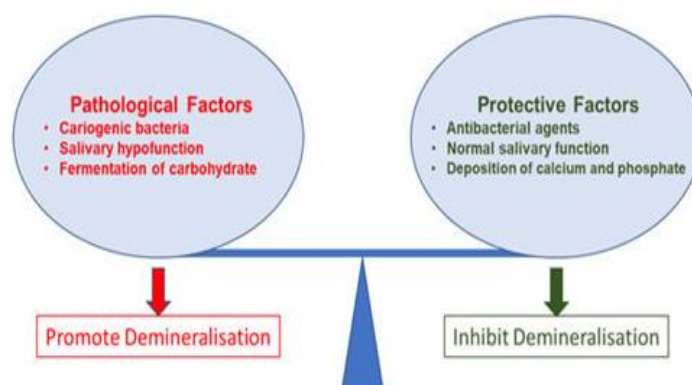 Pathological Factors
• Cariogenic bacteria
• Salivary hypofunction
• Fermentation of carbohydrate
Protective Factors
• Antibacterial agents
• Normal salivary function
• Deposition of calcium and phosphate
Promote Demineralisation
Inhibit Demineralisation